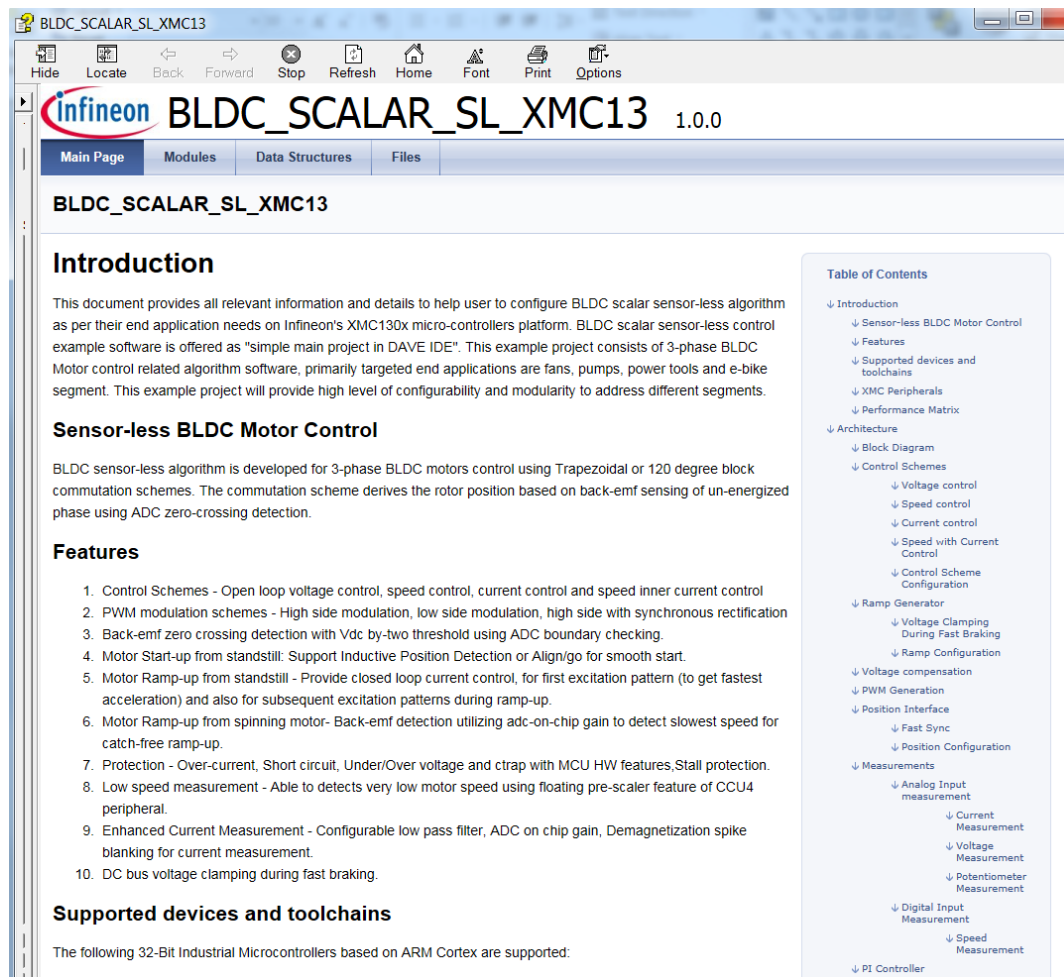 BLDC_SCALAR_SL_XMC13
Hide Locate Back Forward Stop Refresh Home Font Print Options
infineon BLDC_SCALAR_SL_XMC13 1.0.0
Main Page Modules Data Structures Files
BLDC_SCALAR_SL_XMC13
Introduction
This document provides all relevant information and details to help user to configure BLDC scalar sensor-less algorithm
as per their end application needs on Infineon's XMC130x micro-controllers platform. BLDC scalar sensor-less control
example software is offered as "simple main project in DAVE IDE". This example project consists of 3-phase BLDC
Motor control related algorithm software, primarily targeted end applications are fans, pumps, power tools and e-bike
segment. This example project will provide high level of configurability and modularity to address different segments.
Sensor-less BLDC Motor Control
BLDC sensor-less algorithm is developed for 3-phase BLDC motors control using Trapezoidal or 120 degree block
commutation schemes. The commutation scheme derives the rotor position based on back-emf sensing of un-energized
phase using ADC zero-crossing detection.
Features
1. Control Schemes - Open loop voltage control, speed control, current control and speed inner current control
2. PWM modulation schemes - High side modulation, low side modulation, high side with synchronous rectification
3. Back-emf zero crossing detection with Vdc by-two threshold using ADC boundary checking.
4. Motor Start-up from standstill: Support Inductive Position Detection or Align/go for smooth start.
5. Motor Ramp-up from standstill - Provide closed loop current control, for first excitation pattern (to get fastest
acceleration) and also for subsequent excitation patterns during ramp-up.
6. Motor Ramp-up from spinning motor- Back-emf detection utilizing adc-on-chip gain to detect slowest speed for
catch-free ramp-up.
7. Protection - Over-current, Short circuit, Under/Over voltage and ctrap with MCU HW features,Stall protection.
8. Low speed measurement - Able to detects very low motor speed using floating pre-scaler feature of CCU4
peripheral.
9. Enhanced Current Measurement - Configurable low pass filter, ADC on chip gain, Demagnetization spike
blanking for current measurement.
10. DC bus voltage clamping during fast braking.
Supported devices and toolchains
The following 32-Bit Industrial Microcontrollers based on ARM Cortex are supported:
Table of Contents
↓ Introduction
↓ Sensor-less BLDC Motor Control
↓ Features
↓ Supported devices and
toolchains
↓ XMC Peripherals
↓ Performance Matrix
↓ Architecture
↓ Block Diagram
↓ Control Schemes
↓ Voltage control
↓ Speed control
↓ Current control
↓ Speed with Current
Control
↓ Control Scheme
Configuration
↓ Ramp Generator
↓ Voltage Clamping
During Fast Braking
↓ Ramp Configuration
↓ Voltage compensation
↓ PWM Generation
↓ Position Interface
↓ Fast Sync
↓ Position Configuration
↓ Measurements
↓ Analog Input
measurement
↓ Current
Measurement
↓ Voltage
Measurement
↓ Potentiometer
Measurement
↓ Digital Input
Measurement
↓ Speed
Measurement
↓ PI Controller